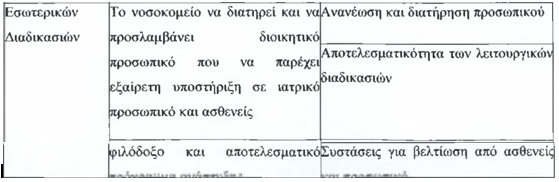 Εσωτερικών
Διαδικασιών
Το νοσοκομείο να διατηρεί και να
προσλαμβάνει διοικητικό
προσωπικό που να παρέχει
εξαίρετη υποστήριξη σε ιατρικό
προσωπικό και ασθενείς
Ανανέωση και διατήρηση προσωπικού
Αποτελεσματικότητα των λειτουργικών
διαδικασιών
φιλόδοξο και αποτελεσματικό
Συστάσεις για βελτίωση από ασθενείς